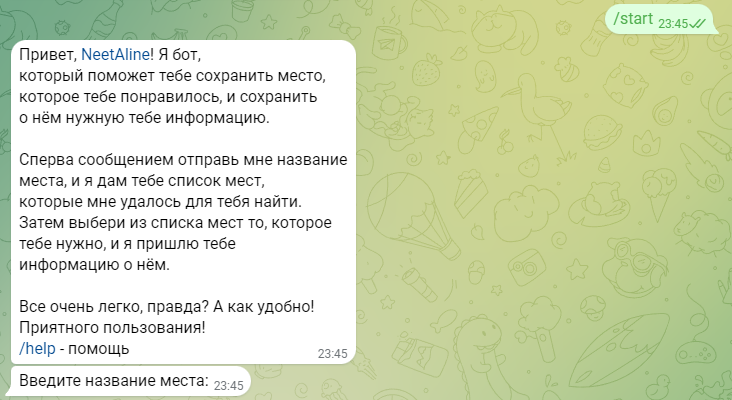 /start 23:45
Привет, NeetAline! Я бот,
который поможет тебе сохранить место,
которое тебе понравилось, и сохранить
о нём нужную тебе информацию.
Сперва сообщением отправь мне название
места, и я дам тебе список мест,
которые мне удалось для тебя найти.
Затем выбери из списка мест то, которое
тебе нужно, и я пришлю тебе
информацию о нём.
Все очень легко, правда? А как удобно!
Приятного пользования!
/help - помощь
23:45
Введите название места: 23:45